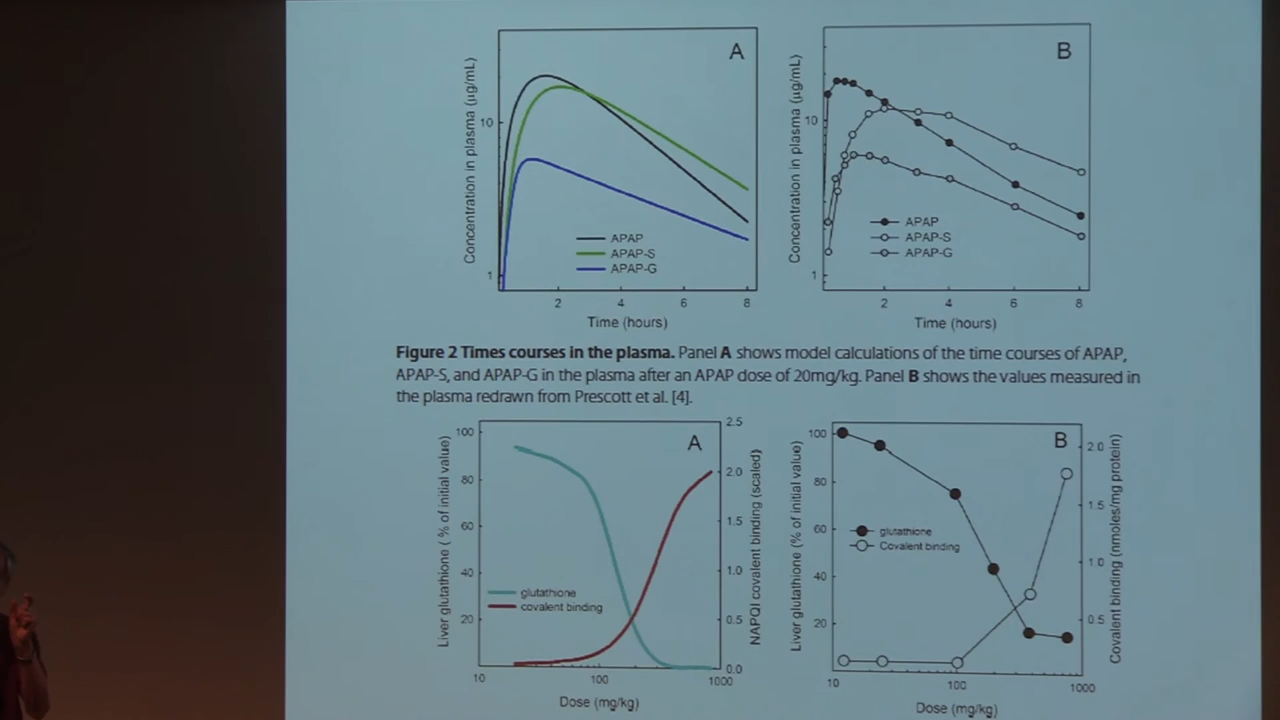 A
Concentration in plasma (µg/mL)
10
1
APAP
APAP-S
APAP-G
2 4 6 8
Time (hours)
B
Concentration in plasma (µg/mL)
10
1
APAP
APAP-S
APAP-G
2 4 6 8
Time (hours)
Figure 2 Times courses in the plasma. Panel A shows model calculations of the time courses of APAP,
APAP-S, and APAP-G in the plasma after an APAP dose of 20mg/kg. Panel B shows the values measured in
the plasma redrawn from Prescott et al. [4].
A
Liver glutathione ( % of initial value)
100
80
60
40
20
glutathione
covalent binding
2.5
2.0
1.5
1.0
0.5
0.0
NAPQI covalent binding (scaled)
10 100 1000
Dose (mg/kg)
B
Liver glutathione (% of initial value)
100
80
60
40
20
glutathione
Covalent binding
2.0
1.5
1.0
0.5
Covalent binding (nmoles/mg protein)
10 100 1000
Dose (mg/kg)